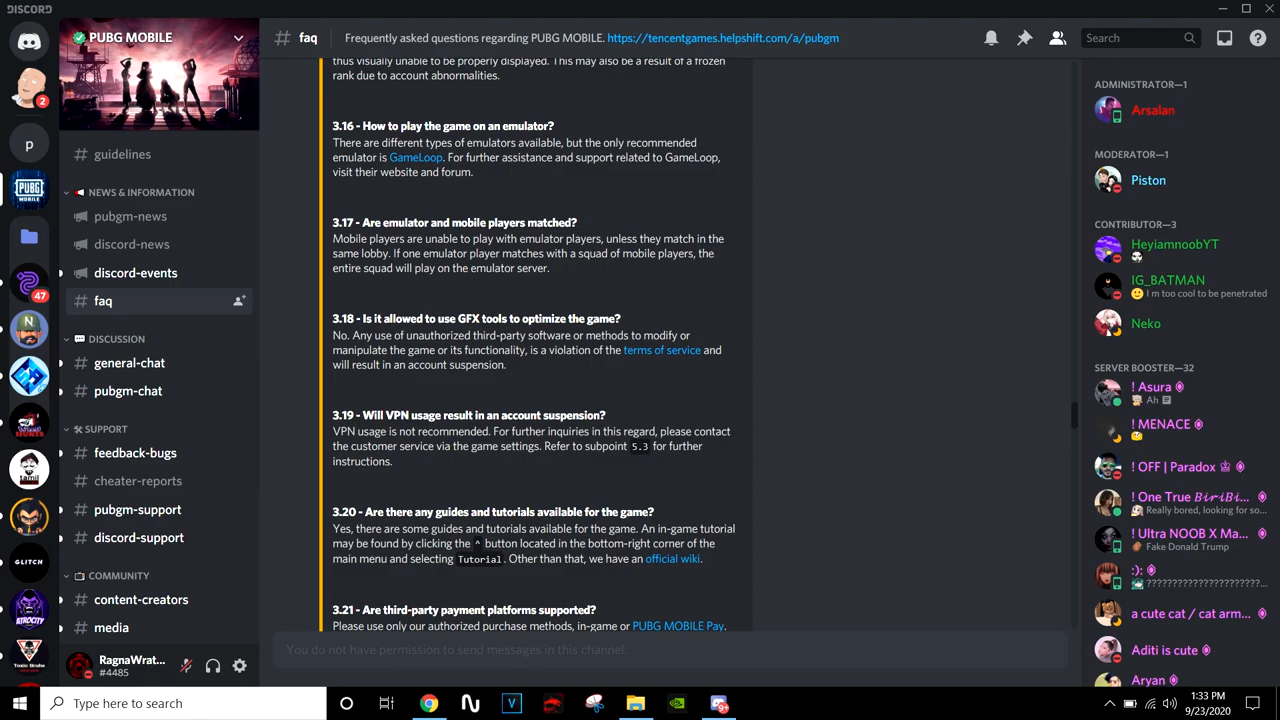 DISCORD
PUBG MOBILE
guidelines
NEWS & INFORMATION
pubgm-news
discord-news
discord-events
faq
DISCUSSION
general-chat
pubgm-chat
SUPPORT
feedback-bugs
cheater-reports
pubgm-support
discord-support
COMMUNITY
content-creators
media
RagnaWrat...
#4485
2
p
PUBG
MOBILE
47
N
GLITCH
ATROCITY
faq
Frequently asked questions regarding PUBG MOBILE. https://tencentgames.helpshift.com/a/pubgm
Search
thus visually unable to be properly displayed. This may also be a result of a frozen
rank due to account abnormalities.
3.16 - How to play the game on an emulator?
There are different types of emulators available, but the only recommended
emulator is GameLoop. For further assistance and support related to GameLoop,
visit their website and forum.
3.17 - Are emulator and mobile players matched?
Mobile players are unable to play with emulator players, unless they match in the
same lobby. If one emulator player matches with a squad of mobile players, the
entire squad will play on the emulator server.
3.18 - Is it allowed to use GFX tools to optimize the game?
No. Any use of unauthorized third-party software or methods to modify or
manipulate the game or its functionality, is a violation of the terms of service and
will result in an account suspension.
3.19 - Will VPN usage result in an account suspension?
VPN usage is not recommended. For further inquiries in this regard, please contact
the customer service via the game settings. Refer to subpoint 5.3 for further
instructions.
3.20 - Are there any guides and tutorials available for the game?
Yes, there are some guides and tutorials available for the game. An in-game tutorial
may be found by clicking the ^ button located in the bottom-right corner of the
main menu and selecting Tutorial. Other than that, we have an official wiki.
3.21 - Are third-party payment platforms supported?
Please use only our authorized purchase methods, in-game or PUBG MOBILE Pay.
You do not have permission to send messages in this channel.
ADMINISTRATOR—1
Arsalan
MODERATOR—1
Piston
CONTRIBUTOR—3
HeyiamnoobYT
IG_BATMAN
I m too cool to be penetrated
Neko
SERVER BOOSTER—32
! Asura
Ah
! MENACE
! OFF | Paradox ♔
! One True 𝑩𝒊𝒓𝒊𝑩𝒊...
Really bored, looking for so...
! Ultra NOOB X Ma...
Fake Donald Trump
:):
???????????????????????...
a cute cat / cat arm...
Aditi is cute
Aryan
Type here to search
V
1:33 PM
9/23/2020